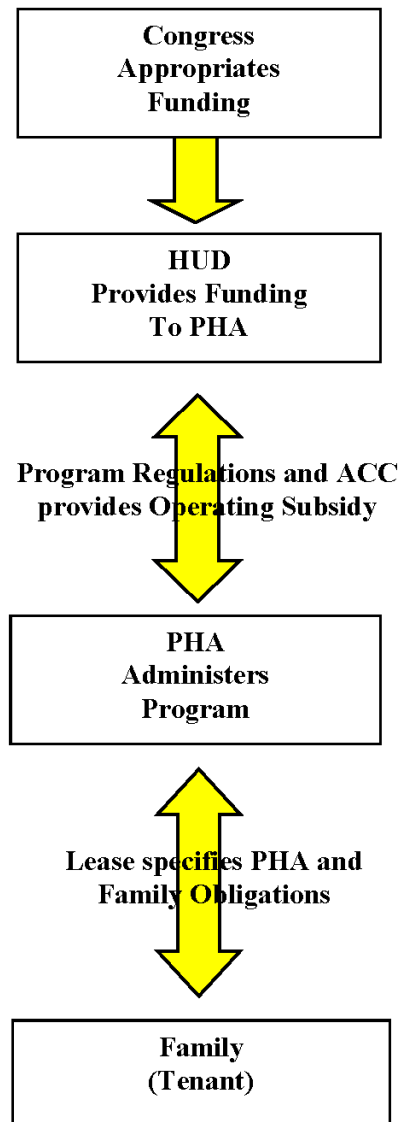 Congress
Appropriates
Funding
HUD
Provides Funding
To PHA
Program Regulations and ACC
provides Operating Subsidy
PHA
Administers
Program
Lease specifies PHA and
Family Obligations
Family
(Tenant)